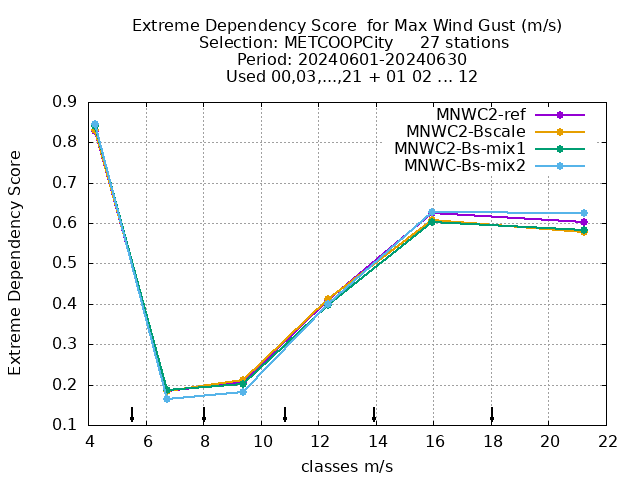 Extreme Dependency Score  for Max Wind Gust (m/s)
Selection: METCOOPCity     27 stations
Period: 20240601-20240630
Used 00,03,...,21 + 01 02 ... 12
MNWC2-ref
MNWC2-Bscale
MNWC2-Bs-mix1
MNWC-Bs-mix2
Extreme Dependency Score
0.9
0.8
0.7
0.6
0.5
0.4
0.3
0.2
0.1
4 6 8 10 12 14 16 18 20 22
classes m/s